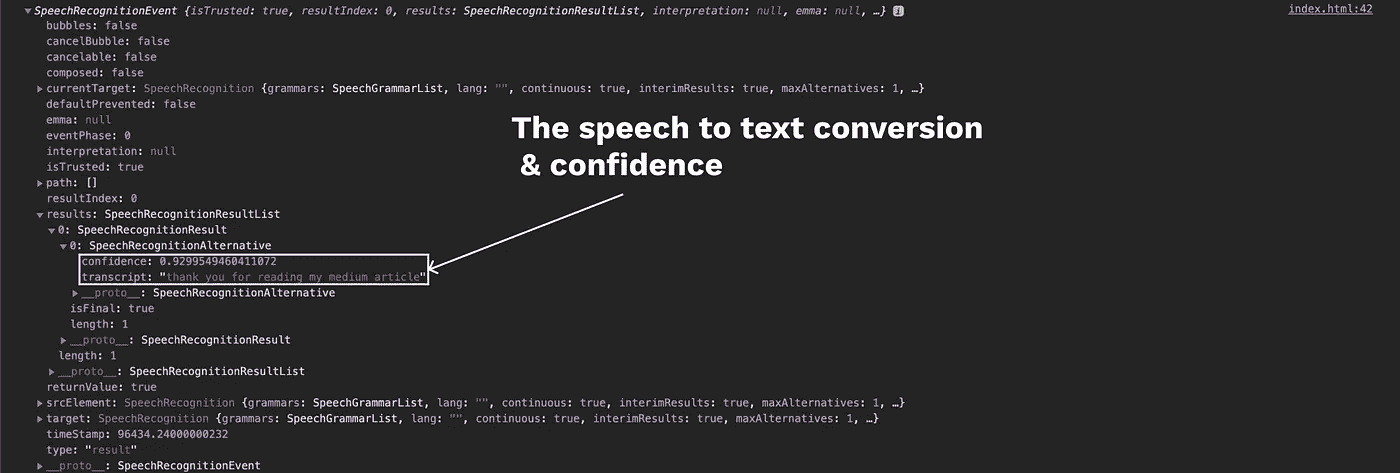 SpeechRecognitionEvent {isTrusted: true, resultIndex: 0, results: SpeechRecognitionResultList, interpretation: null, emma: null, …} i
index.html:42
bubbles: false
cancelBubble: false
cancelable: false
composed: false
currentTarget: SpeechRecognition {grammars: SpeechGrammarList, lang: "", continuous: true, interimResults: true, maxAlternatives: 1, …}
defaultPrevented: false
emma: null
eventPhase: 0
interpretation: null
isTrusted: true
path: []
resultIndex: 0
results: SpeechRecognitionResultList
0: SpeechRecognitionResult
0: SpeechRecognitionAlternative
confidence: 0.9299549460411072
transcript: "thank you for reading my medium article"
__proto__: SpeechRecognitionAlternative
isFinal: true
length: 1
__proto__: SpeechRecognitionResult
length: 1
__proto__: SpeechRecognitionResultList
returnValue: true
srcElement: SpeechRecognition {grammars: SpeechGrammarList, lang: "", continuous: true, interimResults: true, maxAlternatives: 1, …}
target: SpeechRecognition {grammars: SpeechGrammarList, lang: "", continuous: true, interimResults: true, maxAlternatives: 1, …}
timeStamp: 96434.24000000232
type: "result"
__proto__: SpeechRecognitionEvent
The speech to text conversion
& confidence